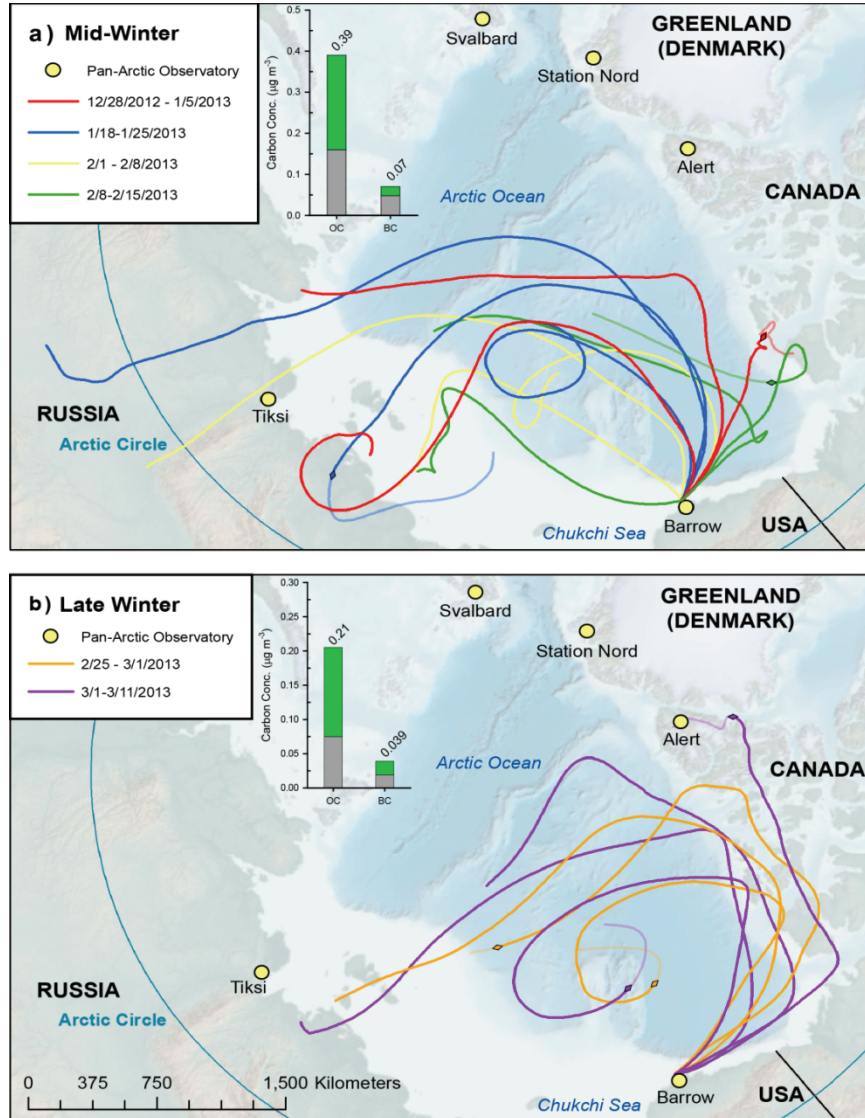 a) Mid-Winter
Pan-Arctic Observatory
12/28/2012 - 1/5/2013
1/18-1/25/2013
2/1 - 2/8/2013
2/8-2/15/2013
Carbon Conc. (µg m⁻³)
0.5
0.4
0.3
0.2
0.1
0.0
0.39
0.07
OC
BC
Svalbard
Station Nord
GREENLAND
(DENMARK)
Alert
CANADA
Arctic Ocean
RUSSIA
Arctic Circle
Tiksi
Chukchi Sea
Barrow
USA
b) Late Winter
Pan-Arctic Observatory
2/25 - 3/1/2013
3/1-3/11/2013
Carbon Conc. (µg m⁻³)
0.30
0.25
0.20
0.15
0.10
0.05
0.00
0.21
0.039
OC
BC
Svalbard
Station Nord
GREENLAND
(DENMARK)
Alert
CANADA
Arctic Ocean
RUSSIA
Arctic Circle
Tiksi
0 375 750 1,500 Kilometers
Chukchi Sea
Barrow
USA